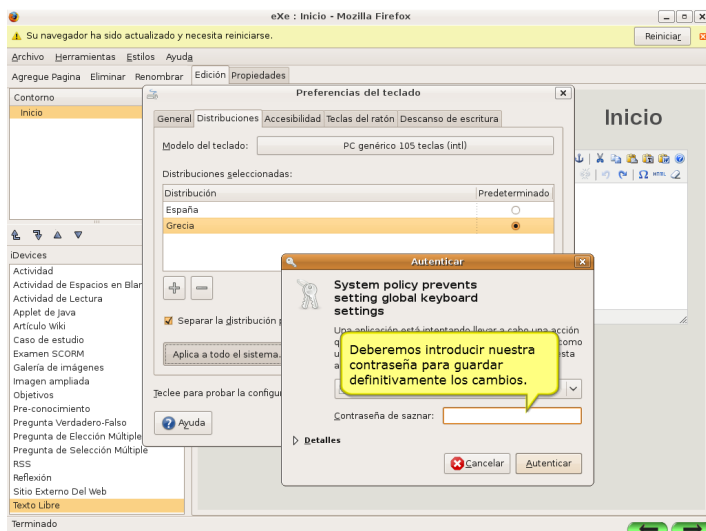 eXe : Inicio - Mozilla Firefox
Su navegador ha sido actualizado y necesita reiniciarse.
Reiniciar
Archivo Herramientas Estilos Ayuda
Agregue Pagina Eliminar Renombrar Edición Propiedades
Contorno
Inicio
iDevices
Actividad
Actividad de Espacios en Blan
Actividad de Lectura
Applet de Java
Artículo Wiki
Caso de estudio
Examen SCORM
Galería de imágenes
Imagen ampliada
Objetivos
Pre-conocimiento
Pregunta Verdadero-Falso
Pregunta de Elección Múltiple
Pregunta de Selección Múltiple
RSS
Reflexión
Sitio Externo Del Web
Texto Libre
Terminado
Inicio
HTML
Preferencias del teclado
General Distribuciones Accesibilidad Teclas del ratón Descanso de escritura
Modelo del teclado: PC genérico 105 teclas (intl)
Distribuciones seleccionadas:
Distribución Predeterminado
España
Grecia
Separar la distribución p
Aplica a todo el sistema.
Teclee para probar la configu
Ayuda
Autenticar
System policy prevents
setting global keyboard
settings
Una aplicación está intentando llevar a cabo una acción
como
esta
Deberemos introducir nuestra
contraseña para guardar
definitivamente los cambios.
Contraseña de saznar:
Detalles
Cancelar Autenticar